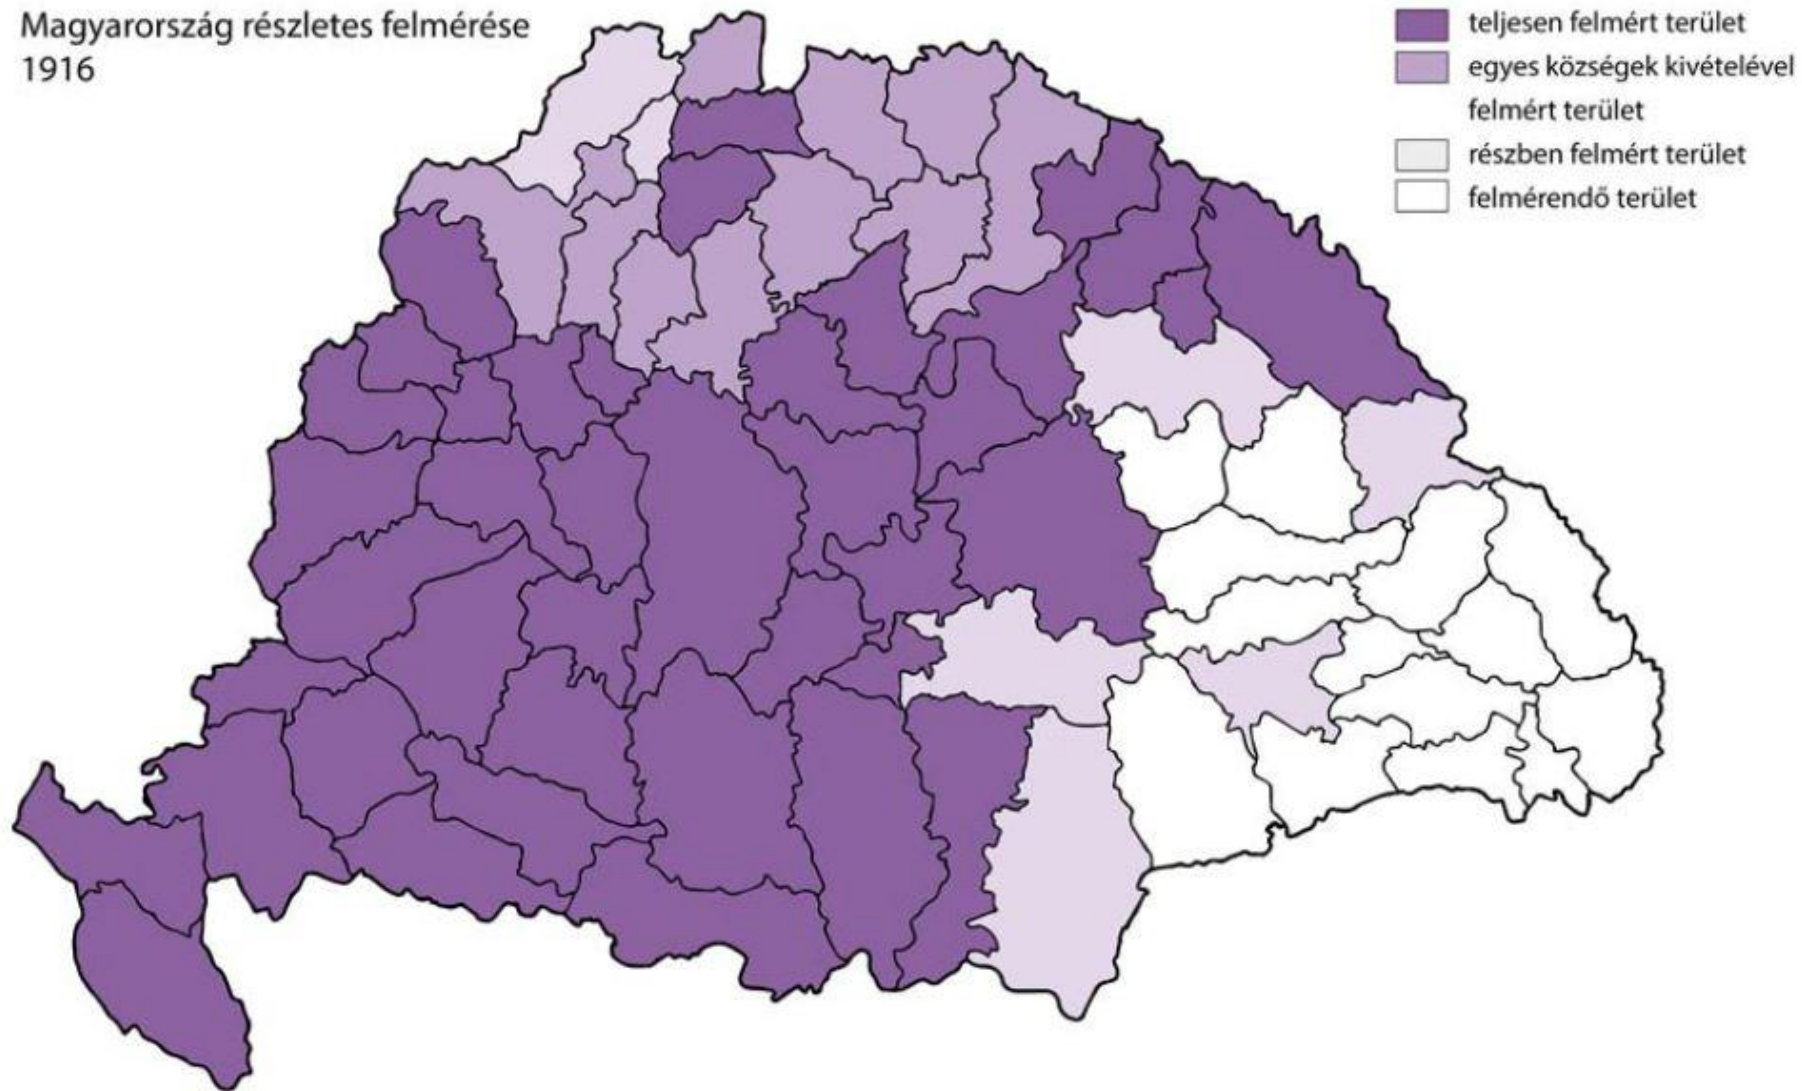 Magyarország részletes felmérése
1916
teljesen felmért terület
egyes községek kivételével
felmért terület
részben felmért terület
felmérendő terület